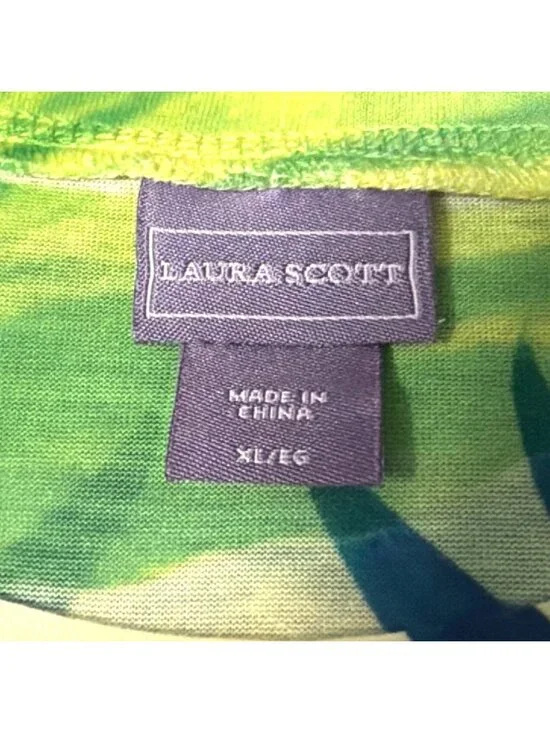 LAURA SCOTT
MADE IN
CHINA
XL/EG